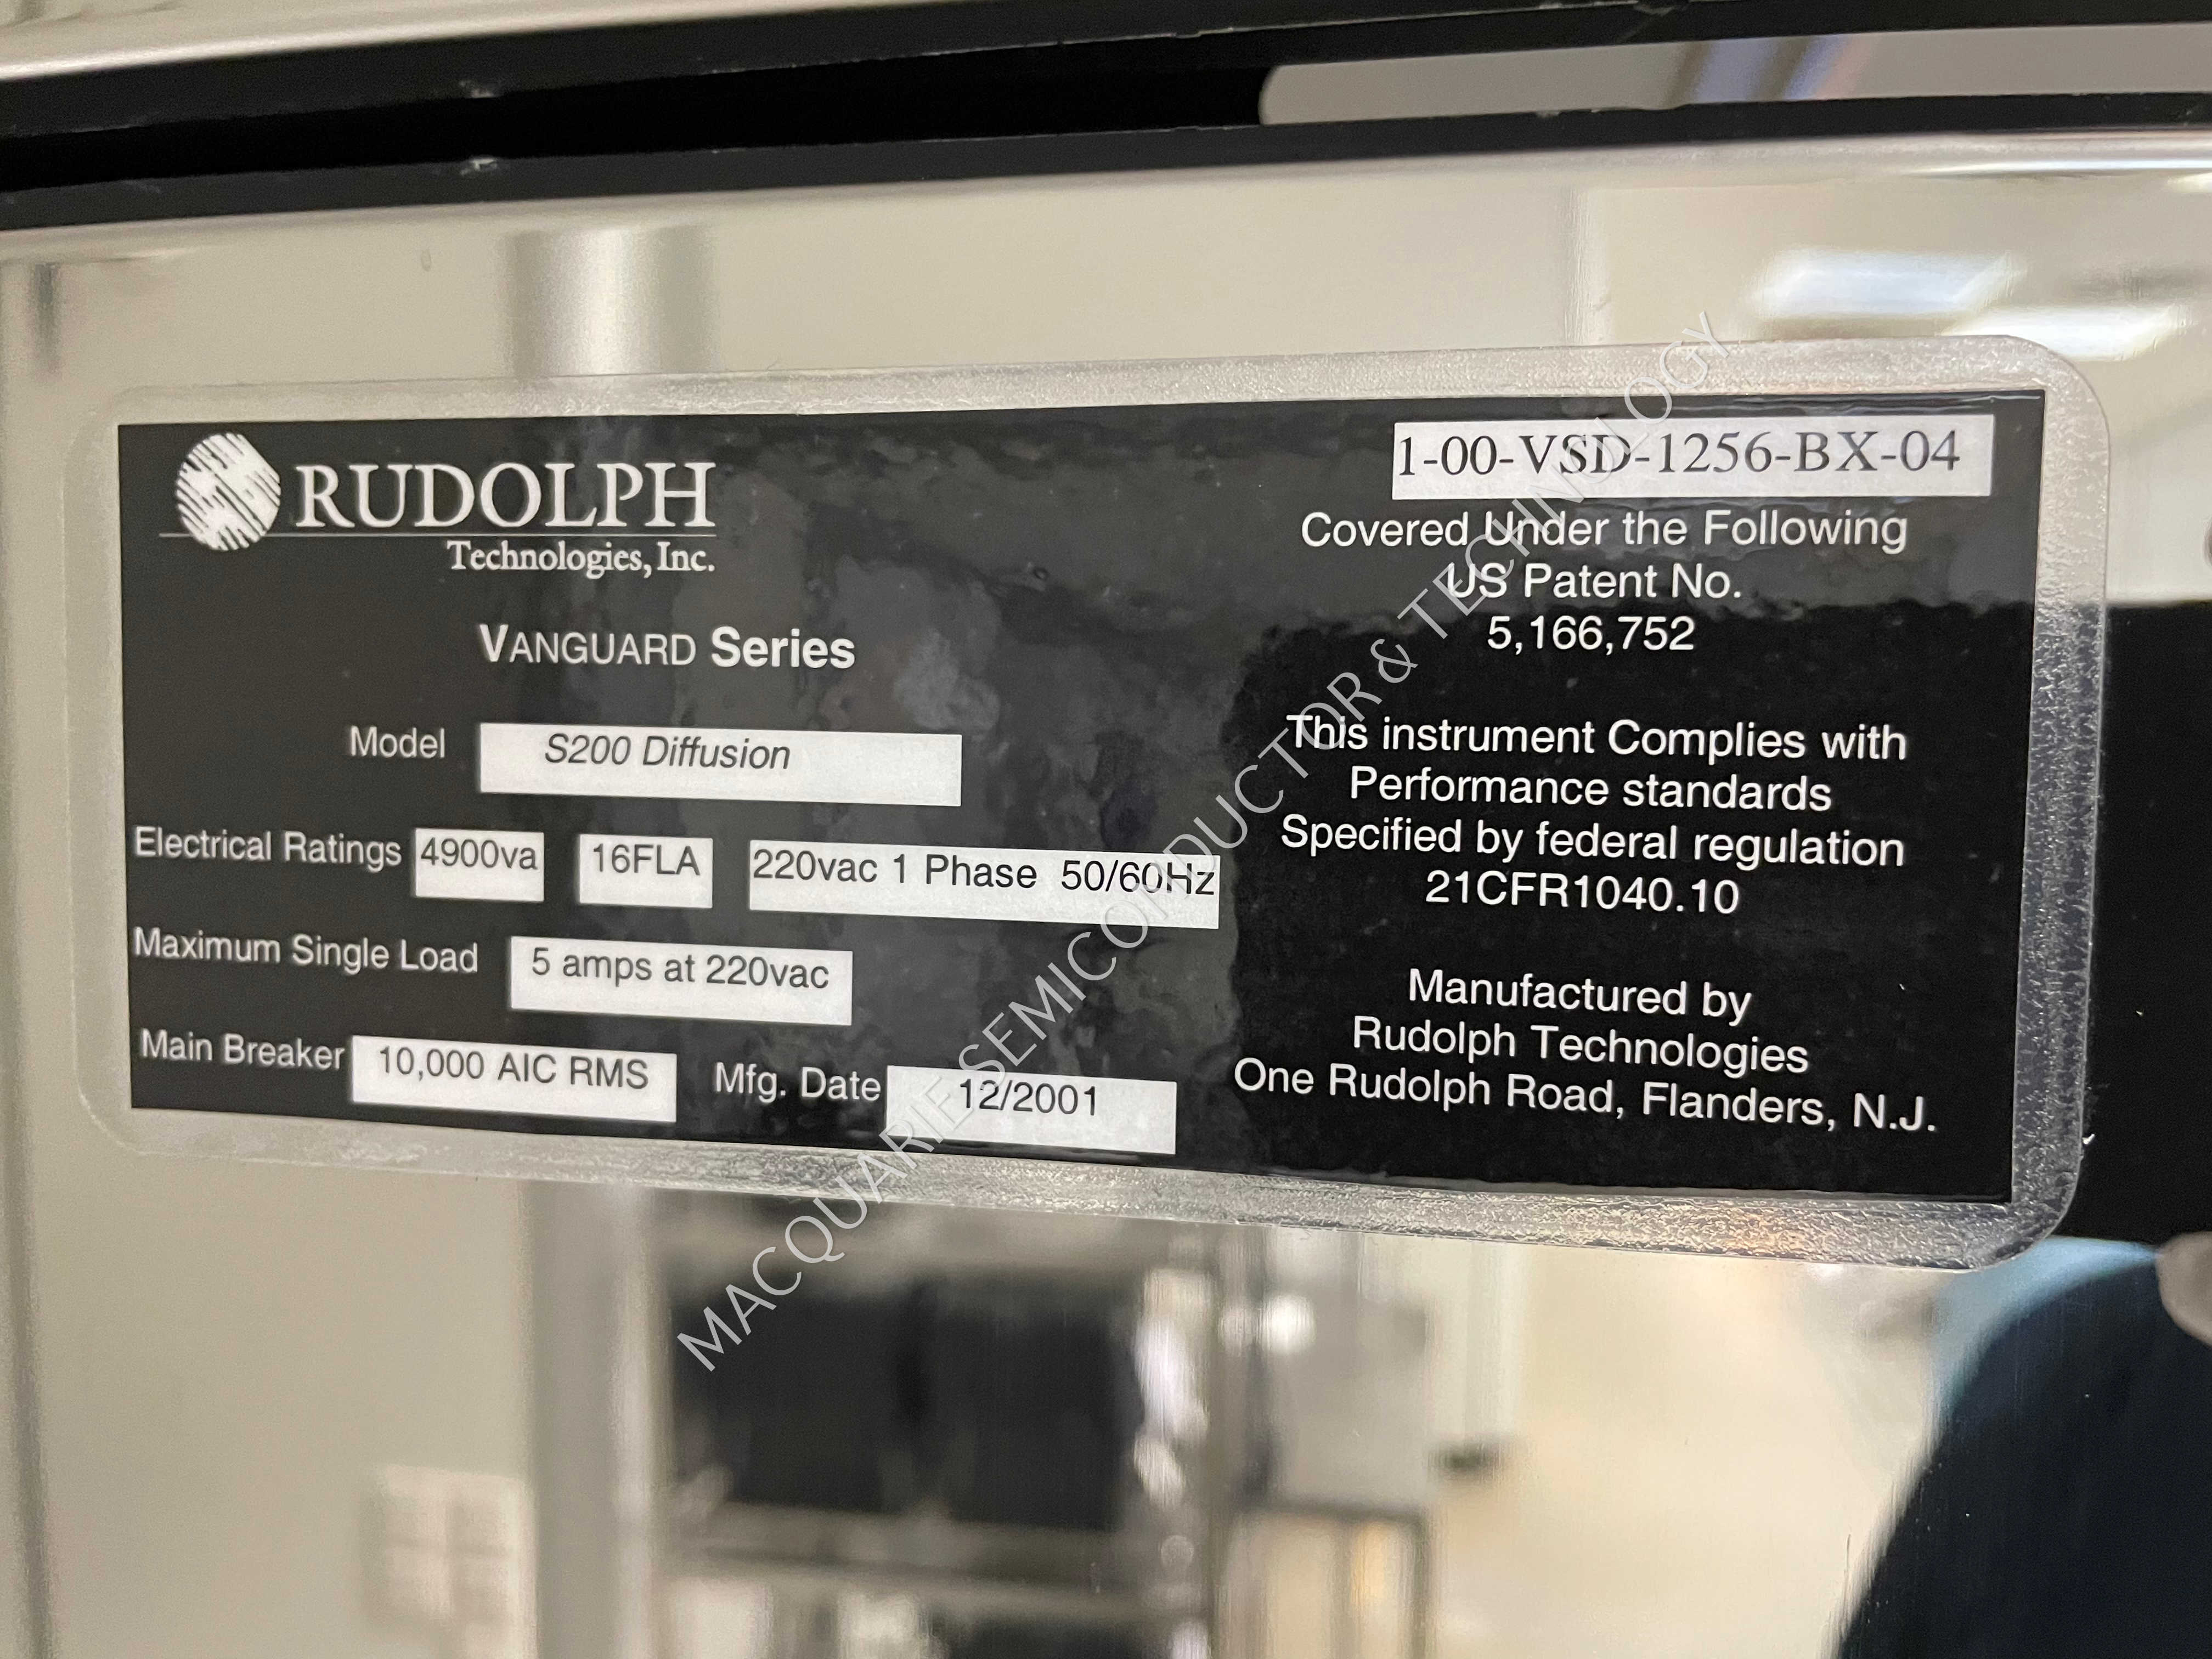 RUDOLPH
Technologies, Inc.
VANGUARD Series
Model S200 Diffusion
Electrical Ratings 4900va 16FLA 220vac 1 Phase 50/60Hz
Maximum Single Load 5 amps at 220vac
Main Breaker 10,000 AIC RMS Mfg. Date 12/2001
1-00-VSD-1256-BX-04
Covered Under the Following
US Patent No.
5,166,752
This instrument Complies with
Performance standards
Specified by federal regulation
21CFR1040.10
Manufactured by
Rudolph Technologies
One Rudolph Road, Flanders, N.J.
MACQUARIE SEMICONDUCTOR & TECHNOLOGY